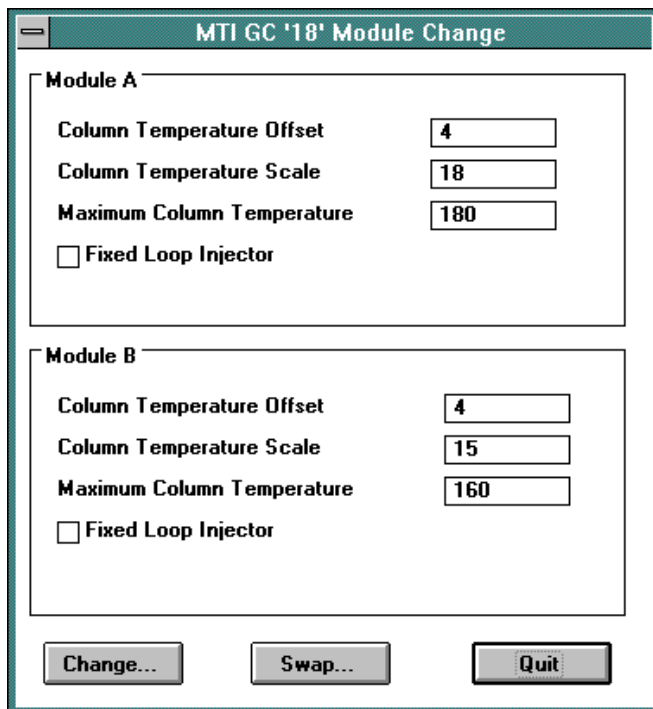 MTI GC '18' Module Change
Module A
Column Temperature Offset 4
Column Temperature Scale 18
Maximum Column Temperature 180
Fixed Loop Injector
Module B
Column Temperature Offset 4
Column Temperature Scale 15
Maximum Column Temperature 160
Fixed Loop Injector
Change... Swap... Quit